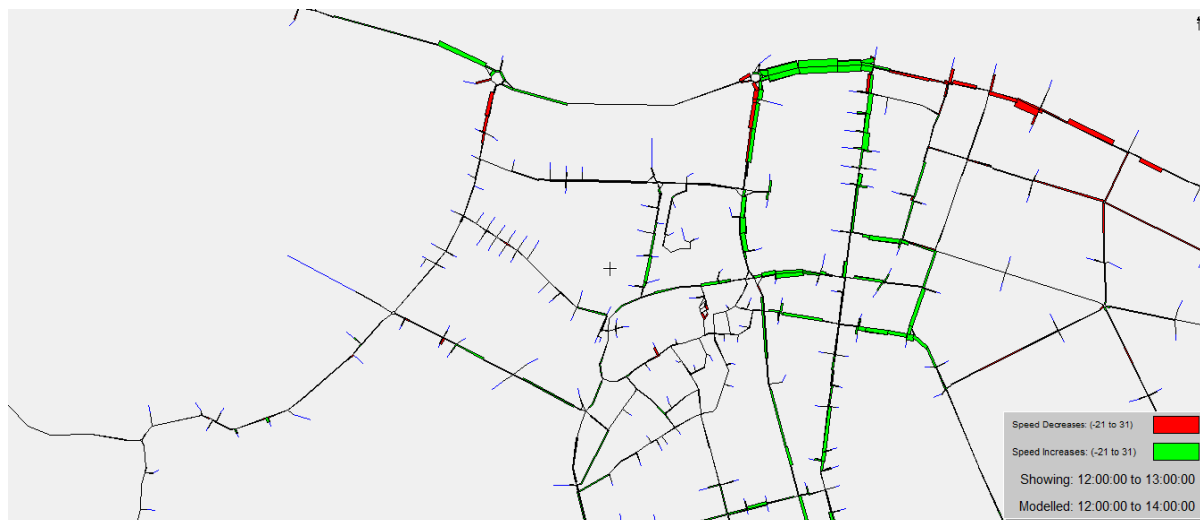 Speed Decreases: (-21 to 31)
Speed Increases: (-21 to 31)
Showing: 12:00:00 to 13:00:00
Modelled: 12:00:00 to 14:00:00